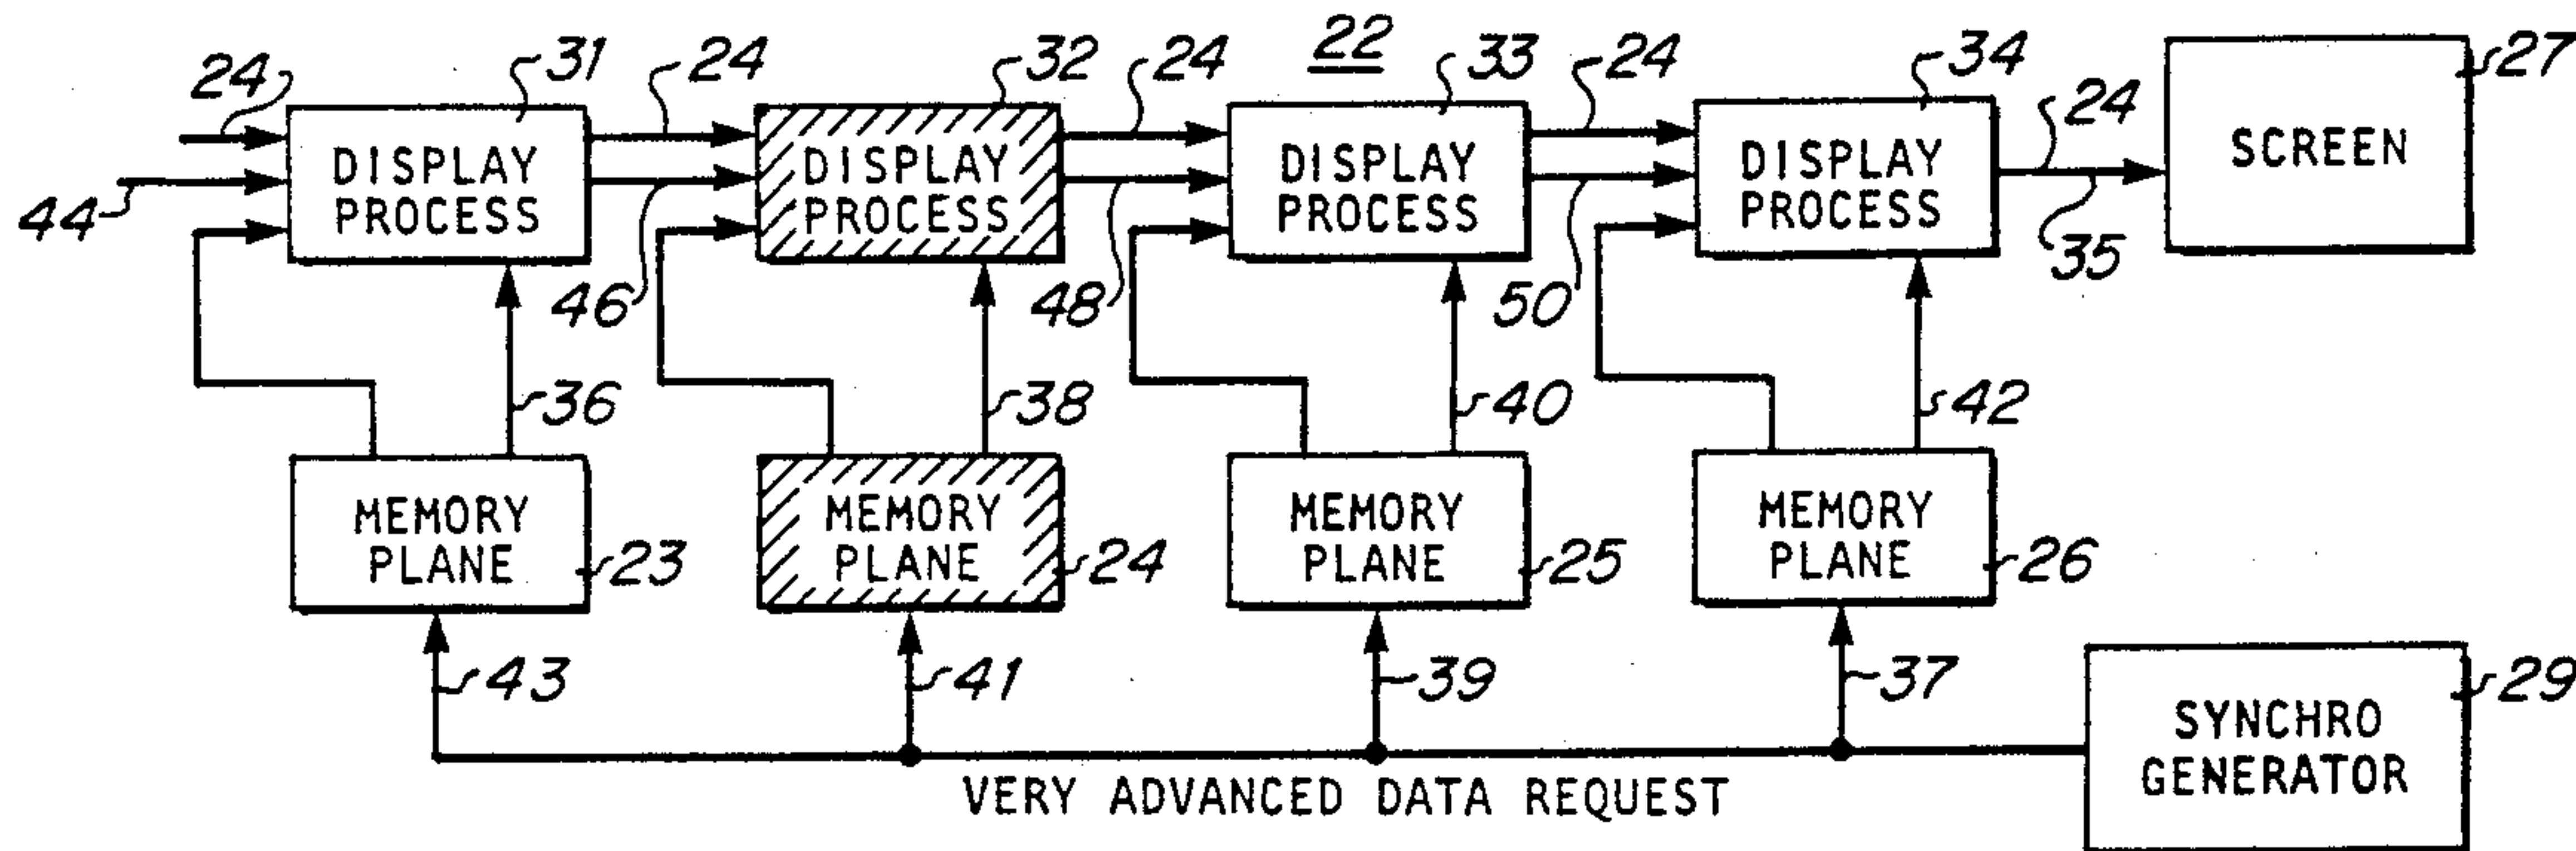 22
24
31
24
32
24
33
24
34
24
27
44
DISPLAY
PROCESS
DISPLAY
PROCESS
DISPLAY
PROCESS
DISPLAY
PROCESS
SCREEN
46
48
50
35
36
38
40
42
MEMORY
PLANE
23
MEMORY
PLANE
24
MEMORY
PLANE
25
MEMORY
PLANE
26
43
41
39
37
29
SYNCHRO
GENERATOR
VERY ADVANCED DATA REQUEST